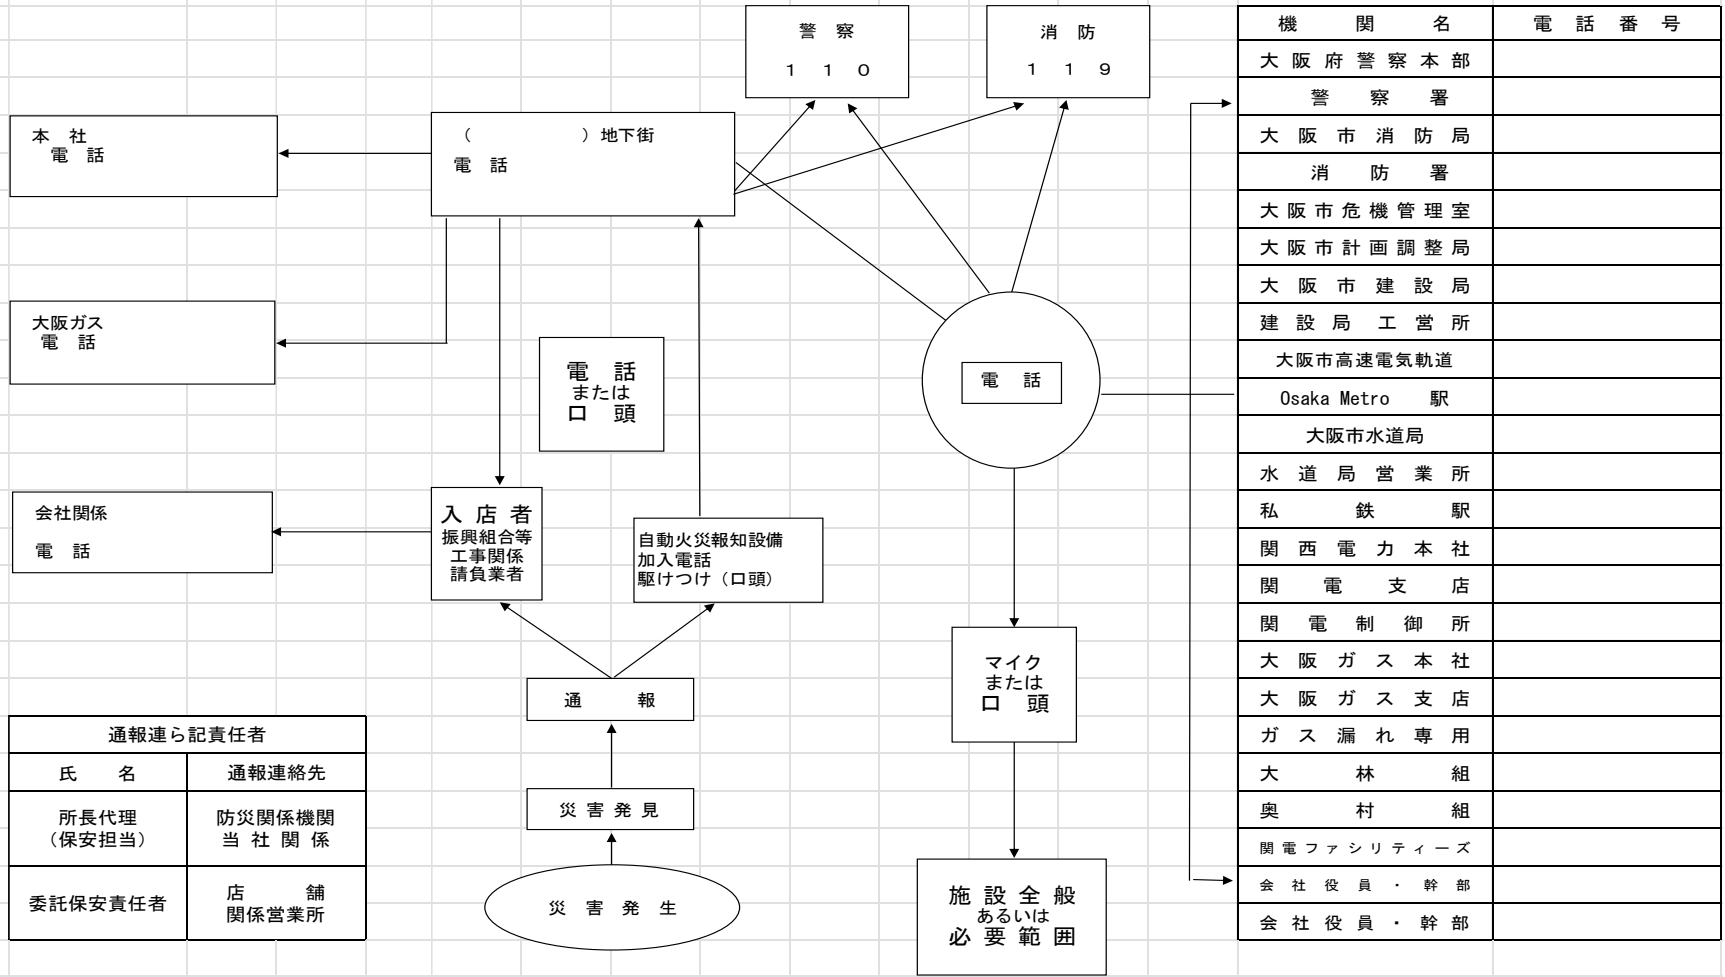 警 察
１ １ ０
消 防
１ １ ９
本 社
電 話
（　　　　　　）地下街
電 話
大阪ガス
電 話
電 話
または
口 頭
電 話
会社関係
電 話
入 店 者
振興組合等
工事関係
請負業者
自動火災報知設備
加入電話
駆けつけ（口頭）
マイク
または
口 頭
通 報
災 害 発 見
災 害 発 生
施 設 全 般
あるいは
必 要 範 囲
通報連ら記責任者
氏 名　通報連絡先
所長代理
（保安担当）
防災関係機関
当 社 関 係
委託保安責任者
店 舗
関係営業所
機 関 名　電 話 番 号
大 阪 府 警 察 本 部
警 察 署
大 阪 市 消 防 局
消 防 署
大 阪 市 危 機 管 理 室
大 阪 市 計 画 調 整 局
大 阪 市 建 設 局
建 設 局 工 営 所
大阪市高速電気軌道
Osaka Metro 駅
大阪市水道局
水 道 局 営 業 所
私 鉄 駅
関 西 電 力 本 社
関 電 支 店
関 電 制 御 所
大 阪 ガ ス 本 社
大 阪 ガ ス 支 店
ガ ス 漏 れ 専 用
大 林 組
奥 村 組
関 電 フ ァ シ リ テ ィ ー ズ
会 社 役 員 ・ 幹 部
会 社 役 員 ・ 幹 部